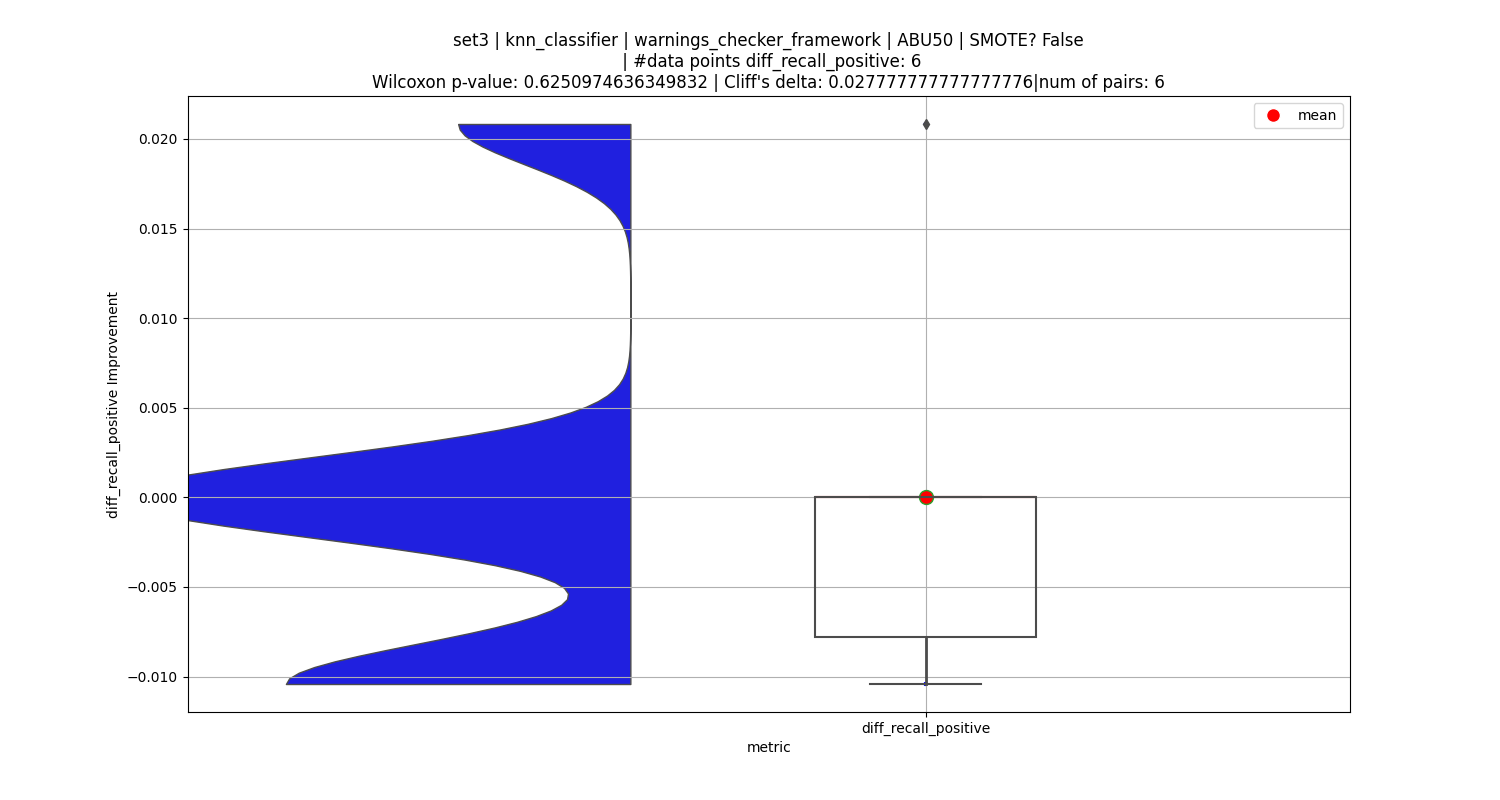 set3 | knn_classifier | warnings_checker_framework | ABU50 | SMOTE? False
| #data points diff_recall_positive: 6
Wilcoxon p-value: 0.6250974636349832 | Cliff's delta: 0.027777777777777776|num of pairs: 6
mean
0.020
0.015
0.010
0.005
0.000
−0.005
−0.010
diff_recall_positive Improvement
diff_recall_positive
metric